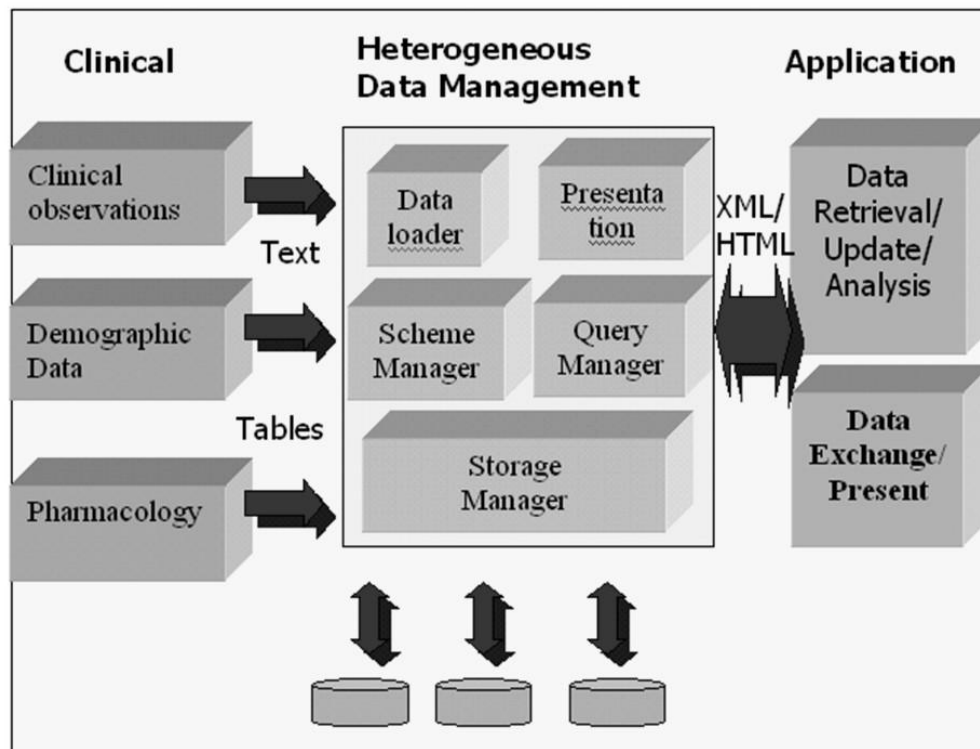 Clinical
Heterogeneous
Data Management
Application
Clinical
observations
Text
Demographic
Data
Tables
Pharmacology
Data
loader
Presenta
tion
Scheme
Manager
Query
Manager
Storage
Manager
XML/
HTML
Data
Retrieval/
Update/
Analysis
Data
Exchange/
Present